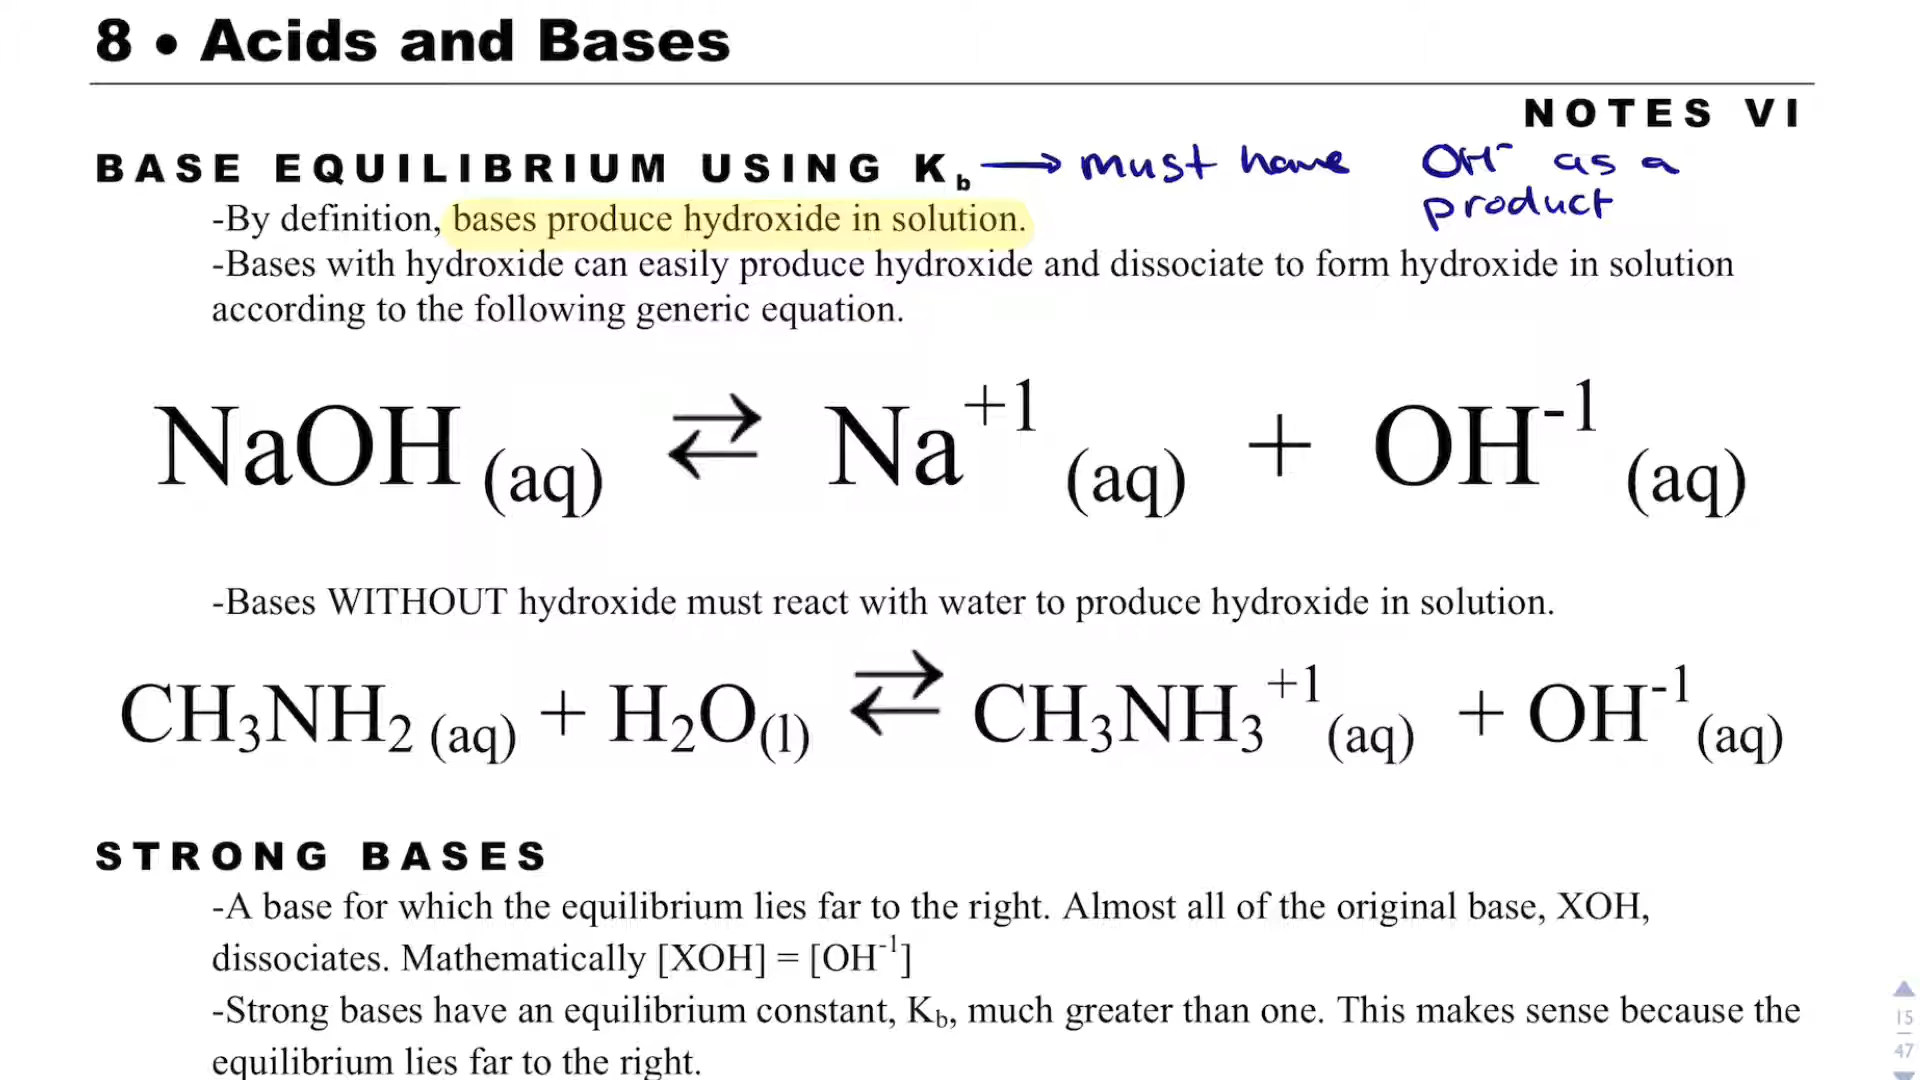 8 • Acids and Bases
NOTES VI
BASE EQUILIBRIUM USING Kb → must have OH⁻ as a
product
-By definition, bases produce hydroxide in solution.
-Bases with hydroxide can easily produce hydroxide and dissociate to form hydroxide in solution
according to the following generic equation.
NaOH (aq) ⇄ Na⁺¹ (aq) + OH⁻¹ (aq)
-Bases WITHOUT hydroxide must react with water to produce hydroxide in solution.
CH₃NH₂ (aq) + H₂O(l) ⇄ CH₃NH₃⁺¹ (aq) + OH⁻¹ (aq)
STRONG BASES
-A base for which the equilibrium lies far to the right. Almost all of the original base, XOH,
dissociates. Mathematically [XOH] = [OH⁻¹]
-Strong bases have an equilibrium constant, Kb, much greater than one. This makes sense because the
equilibrium lies far to the right.
15
47